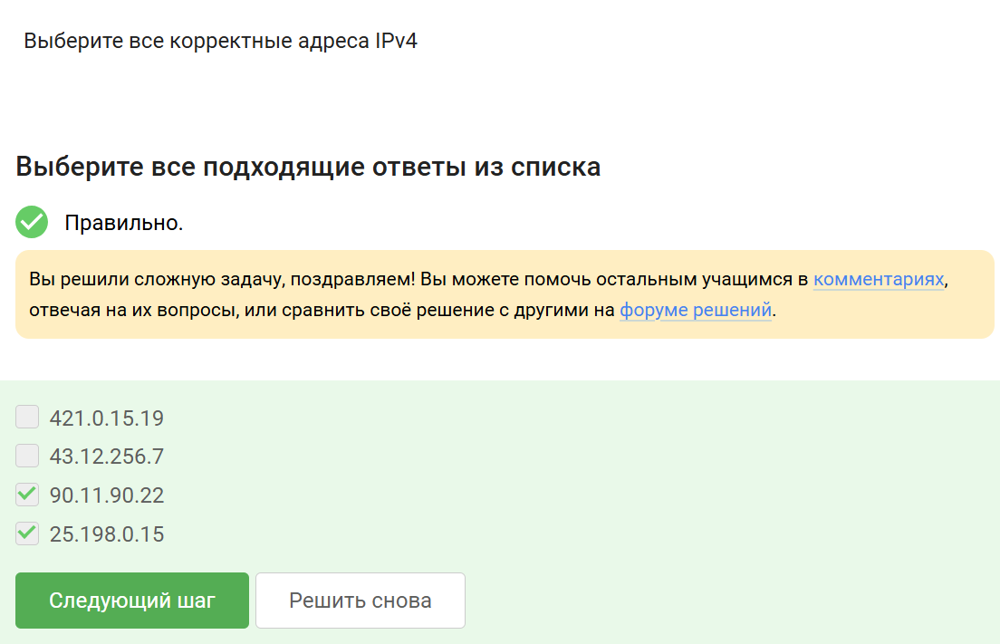 Выберите все корректные адреса IPv4
Выберите все подходящие ответы из списка
Правильно.
Вы решили сложную задачу, поздравляем! Вы можете помочь остальным учащимся в комментариях,
отвечая на их вопросы, или сравнить своё решение с другими на форуме решений.
421.0.15.19
43.12.256.7
90.11.90.22
25.198.0.15
Следующий шаг Решить снова